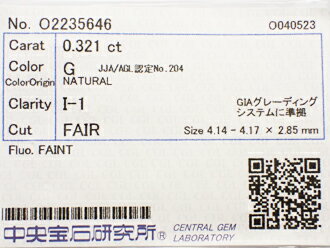 No. O2235646 O040523
Carat 0.321 ct
Color G JJA/AGL認定No.204
ColorOrigin NATURAL
Clarity I-1 GIAグレーディング
システムに準拠
Cut FAIR Size 4.14 - 4.17 × 2.85 mm
Fluo. FAINT
中央宝石研究所® CENTRAL GEM
LABORATORY